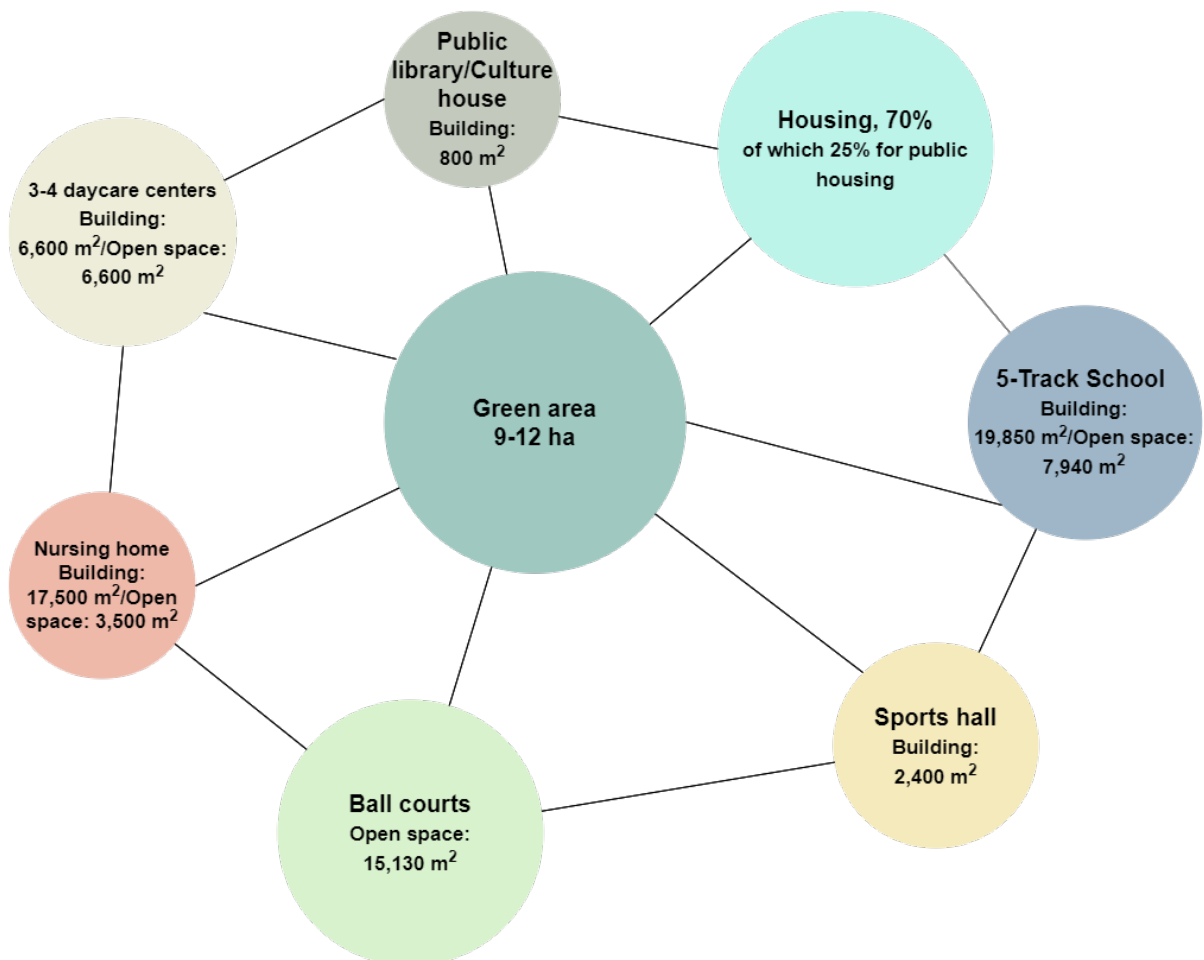 Public
library/Culture
house
Building:
800 m²
Housing, 70%
of which 25% for public
housing
3-4 daycare centers
Building:
6,600 m²/Open space:
6,600 m²
5-Track School
Building:
19,850 m²/Open space:
7,940 m²
Green area
9-12 ha
Nursing home
Building:
17,500 m²/Open
space: 3,500 m²
Sports hall
Building:
2,400 m²
Ball courts
Open space:
15,130 m²